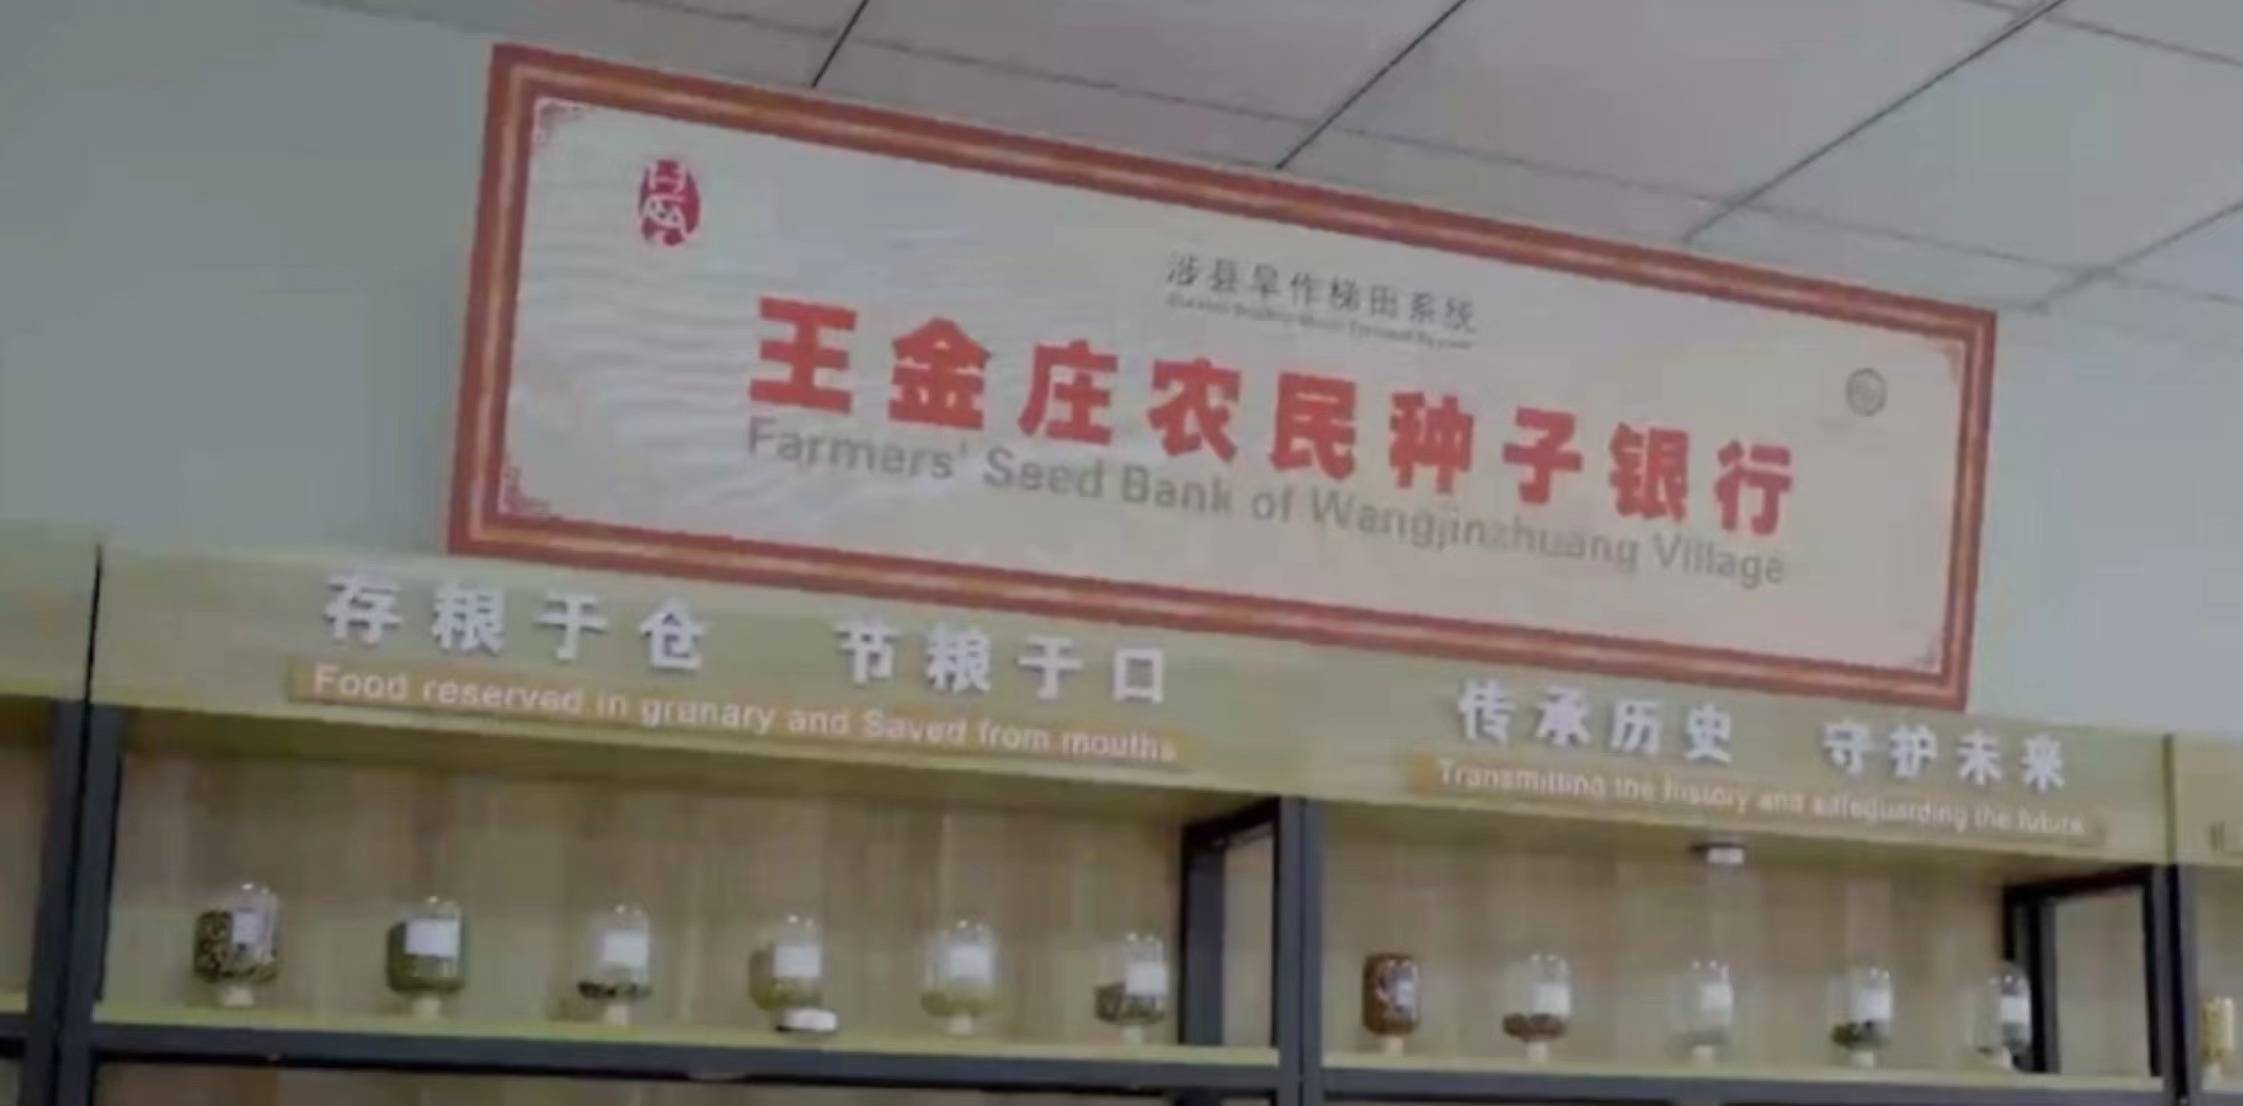 涉县旱作梯田系统
王金庄农民种子银行
Farmers' Seed Bank of Wangjinzhuang Village
存粮于仓 节粮于口
Food reserved in granary and Saved from mouths
传承历史 守护未来
Transmitting the history and safeguarding the future